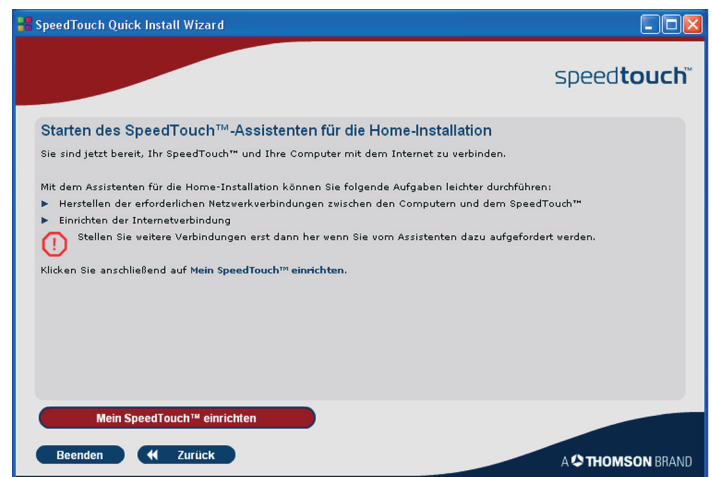 SpeedTouch Quick Install Wizard
speedtouch™
Starten des SpeedTouch™-Assistenten für die Home-Installation
Sie sind jetzt bereit, Ihr SpeedTouch™ und Ihre Computer mit dem Internet zu verbinden.
Mit dem Assistenten für die Home-Installation können Sie folgende Aufgaben leichter durchführen:
Herstellen der erforderlichen Netzwerkverbindungen zwischen den Computern und dem SpeedTouch™
Einrichten der Internetverbindung
Stellen Sie weitere Verbindungen erst dann her wenn Sie vom Assistenten dazu aufgefordert werden.
Klicken Sie anschließend auf Mein SpeedTouch™ einrichten.
Mein SpeedTouch™ einrichten
Beenden
Zurück
A THOMSON BRAND